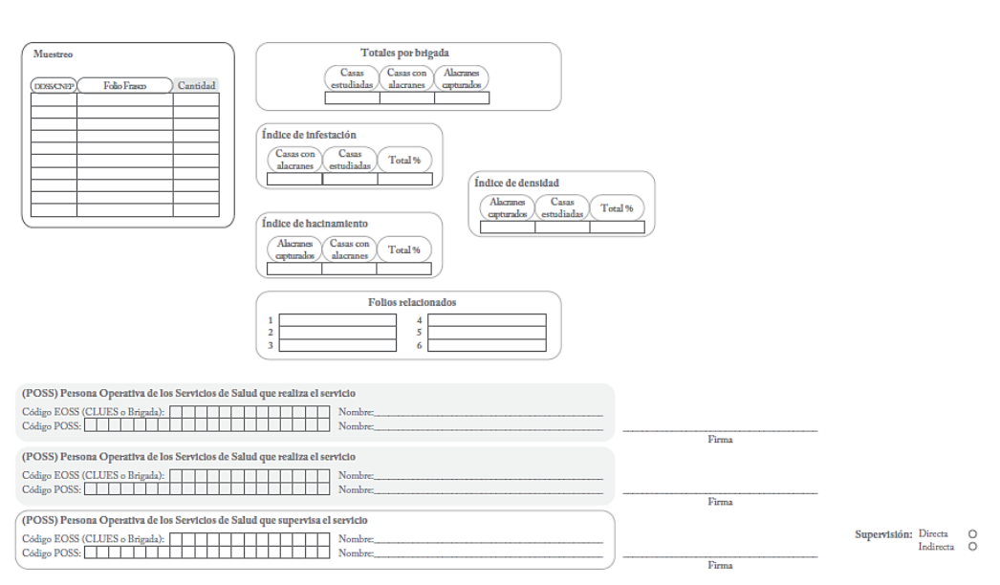 Muestreo
DDSS/CNEP Folio Frasco Cantidad
Totales por brigada
Casas estudiadas Casas con alacranes Alacranes capturados
Índice de infestación
Casas con alacranes Casas estudiadas Total %
Índice de densidad
Alacranes capturados Casas estudiadas Total %
Índice de hacinamiento
Alacranes capturados Casas con alacranes Total %
Folios relacionados
1 4
2 5
3 6
(POSS) Persona Operativa de los Servicios de Salud que realiza el servicio
Código EOSS (CLUES o Brigada): Nombre:
Código POSS: Nombre:
Firma
(POSS) Persona Operativa de los Servicios de Salud que realiza el servicio
Código EOSS (CLUES o Brigada): Nombre:
Código POSS: Nombre:
Firma
(POSS) Persona Operativa de los Servicios de Salud que supervisa el servicio
Código EOSS (CLUES o Brigada): Nombre:
Código POSS: Nombre:
Firma
Supervisión: Directa
Indirecta